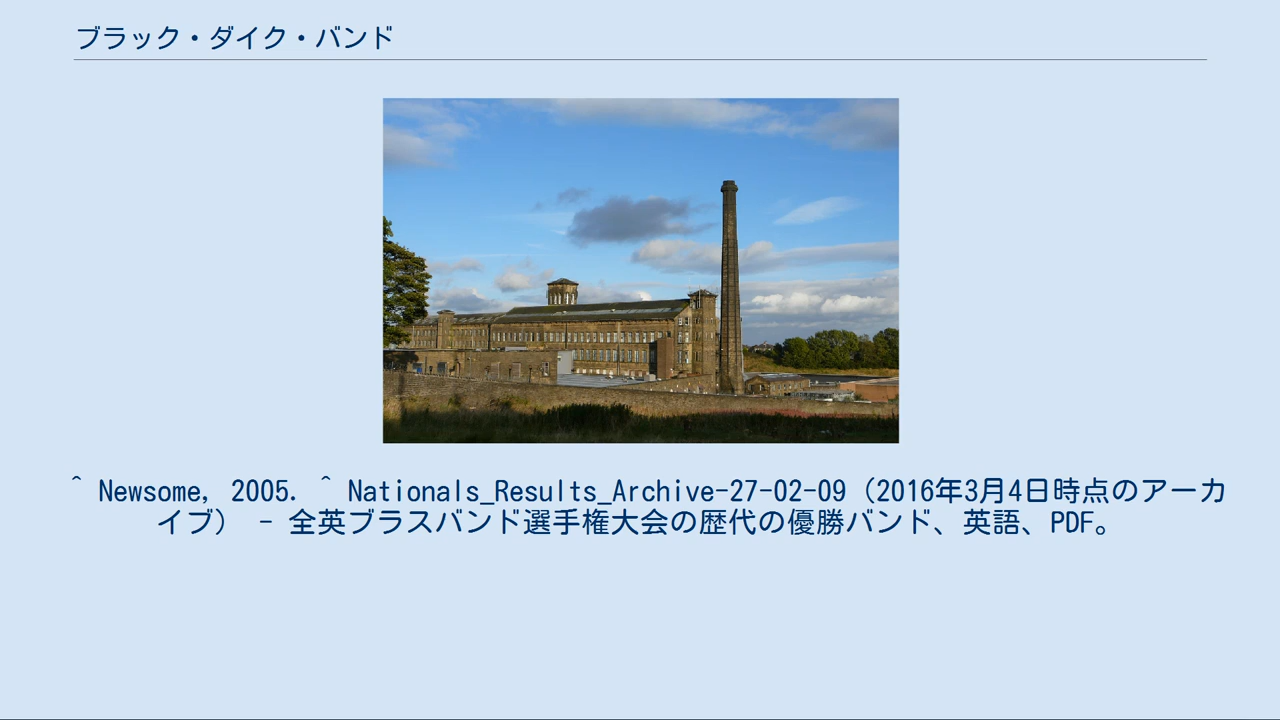 ブラック・ダイク・バンド
^ Newsome, 2005. ^ Nationals_Results_Archive-27-02-09（2016年3月4日時点のアーカ
イブ） - 全英ブラスバンド選手権大会の歴代の優勝バンド、英語、PDF。